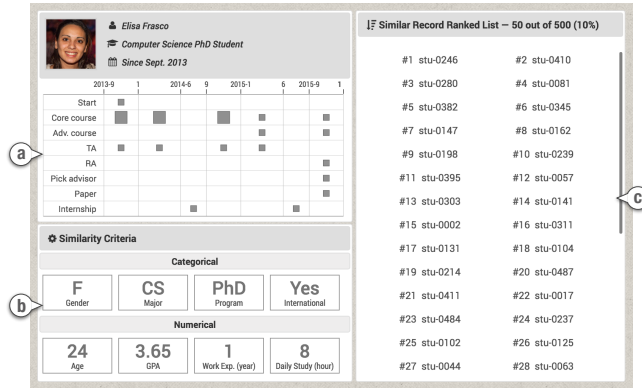 Elisa Frasco
Computer Science PhD Student
Since Sept. 2013
2013-9 1 2014-6 9 2015-1 6 2015-9 1
Start
Core course
Adv. course
TA
RA
Pick advisor
Paper
Internship
a
Similarity Criteria
Categorical
F CS PhD Yes
Gender Major Program International
b
Numerical
24 3.65 1 8
Age GPA Work Exp. (year) Daily Study (hour)
Similar Record Ranked List — 50 out of 500 (10%)
#1 stu-0246 #2 stu-0410
#3 stu-0280 #4 stu-0081
#5 stu-0382 #6 stu-0345
#7 stu-0147 #8 stu-0162
#9 stu-0198 #10 stu-0239
#11 stu-0395 #12 stu-0057
#13 stu-0303 #14 stu-0141
#15 stu-0002 #16 stu-0311
#17 stu-0131 #18 stu-0104
#19 stu-0214 #20 stu-0487
#21 stu-0411 #22 stu-0017
#23 stu-0484 #24 stu-0237
#25 stu-0102 #26 stu-0125
#27 stu-0044 #28 stu-0063
c